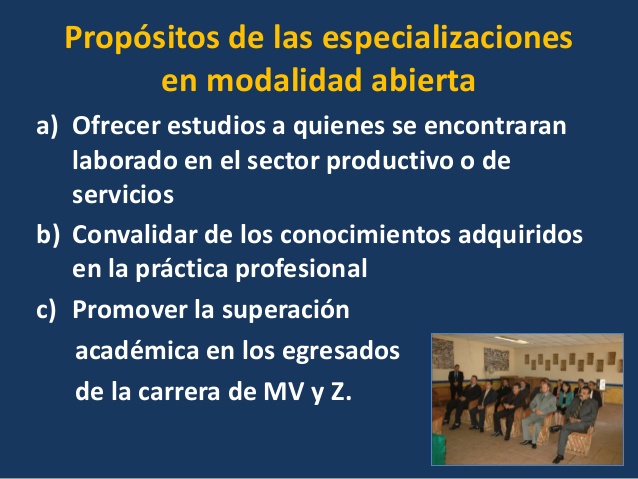 Propósitos de las especializaciones
en modalidad abierta
a) Ofrecer estudios a quienes se encontraran
laborado en el sector productivo o de
servicios
b) Convalidar de los conocimientos adquiridos
en la práctica profesional
c) Promover la superación
académica en los egresados
de la carrera de MV y Z.